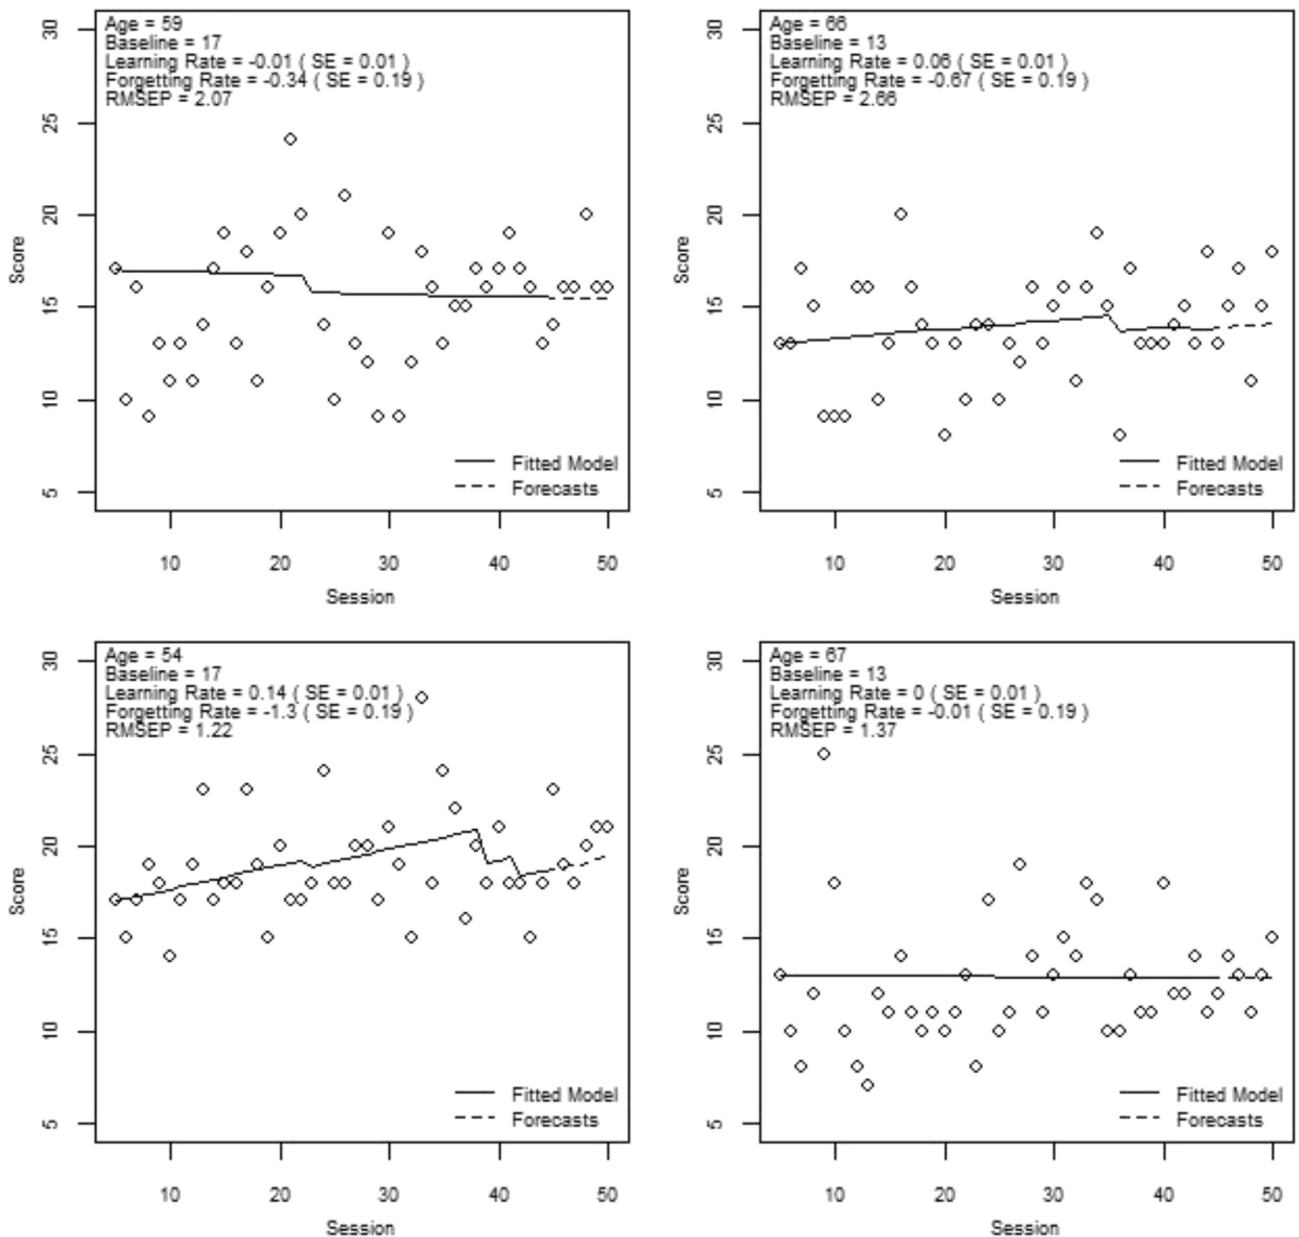 Age = 59
Baseline = 17
Learning Rate = -0.01 ( SE = 0.01 )
Forgetting Rate = -0.34 ( SE = 0.19 )
RMSEP = 2.07
30
25
20
15
10
5
Score
Fitted Model
Forecasts
10 20 30 40 50
Session
Age = 66
Baseline = 13
Learning Rate = 0.06 ( SE = 0.01 )
Forgetting Rate = -0.67 ( SE = 0.19 )
RMSEP = 2.66
30
25
20
15
10
5
Score
Fitted Model
Forecasts
10 20 30 40 50
Session
Age = 54
Baseline = 17
Learning Rate = 0.14 ( SE = 0.01 )
Forgetting Rate = -1.3 ( SE = 0.19 )
RMSEP = 1.22
30
25
20
15
10
5
Score
Fitted Model
Forecasts
10 20 30 40 50
Session
Age = 67
Baseline = 13
Learning Rate = 0 ( SE = 0.01 )
Forgetting Rate = -0.01 ( SE = 0.19 )
RMSEP = 1.37
30
25
20
15
10
5
Score
Fitted Model
Forecasts
10 20 30 40 50
Session